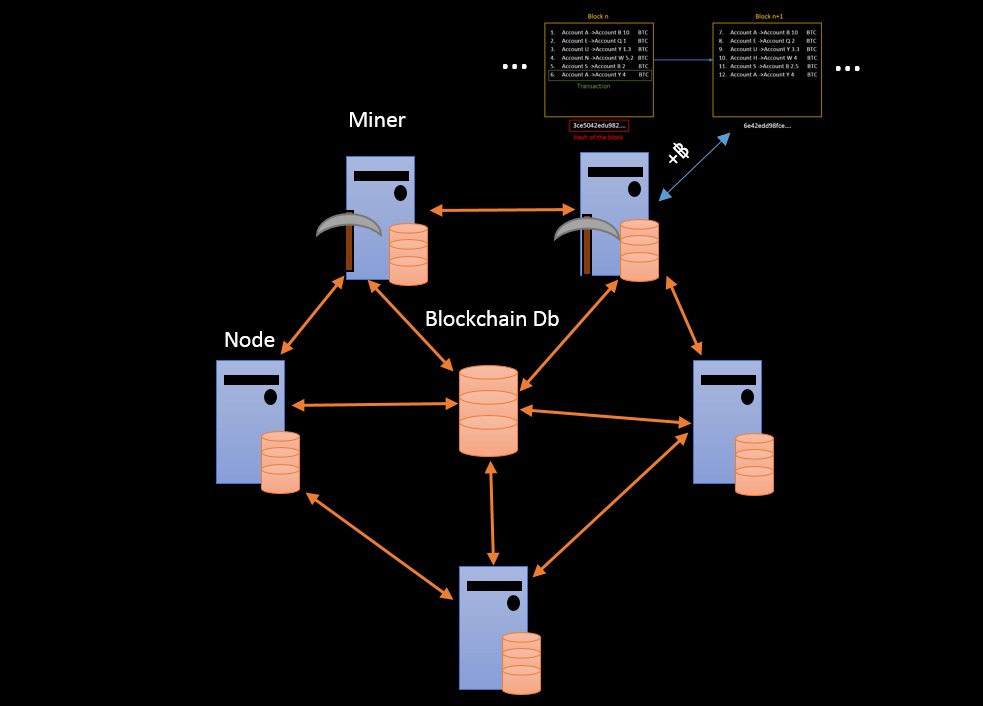 Block n
1. Account A ->Account B 10 BTC
2. Account E ->Account Q 1 BTC
3. Account U ->Account Y 1.3 BTC
4. Account N ->Account W 5.2 BTC
5. Account S ->Account B 2 BTC
6. Account A ->Account Y 4 BTC
Transaction
3ce5042edu982....
Hash of the block
Block n+1
7. Account A ->Account B 10 BTC
8. Account E ->Account Q 2 BTC
9. Account U ->Account Y 3.3 BTC
10. Account H ->Account W 4 BTC
11. Account S ->Account B 2.5 BTC
12. Account A ->Account Y 4 BTC
6e42edd98fce....
...
...
+₿
Miner
Blockchain Db
Node